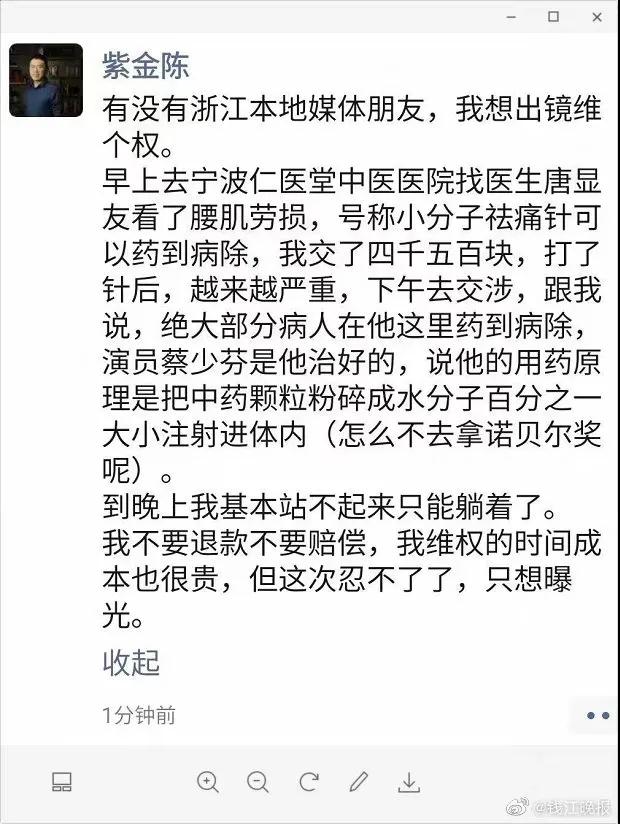 紫金陈
有没有浙江本地媒体朋友，我想出镜维
个权。
早上去宁波仁医堂中医医院找医生唐显
友看了腰肌劳损，号称小分子祛痛针可
以药到病除，我交了四千五百块，打了
针后，越来越严重，下午去交涉，跟我
说，绝大部分病人在他这里药到病除，
演员蔡少芬是他治好的，说他的用药原
理是把中药颗粒粉碎成水分子百分之一
大小注射进体内（怎么不去拿诺贝尔奖
呢）。
到晚上我基本站不起来只能躺着了。
我不要退款不要赔偿，我维权的时间成
本也很贵，但这次忍不了了，只想曝
光。
收起
1分钟前
@钱江晚报